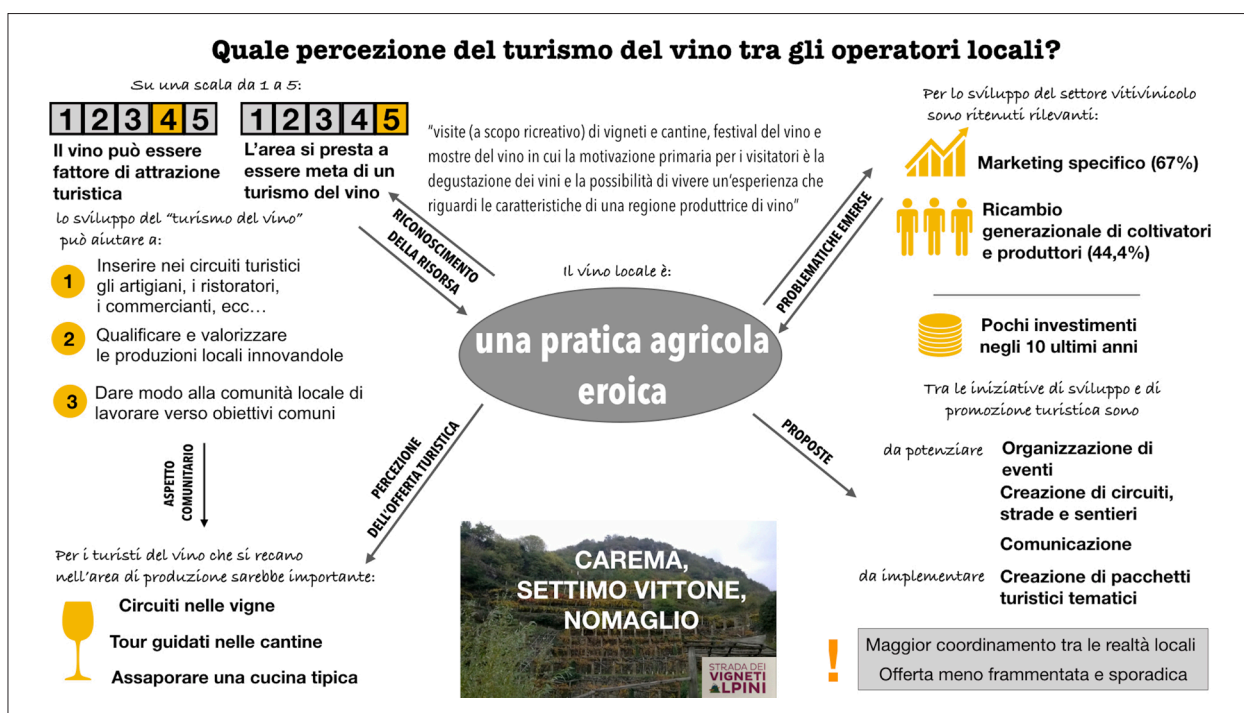 Quale percezione del turismo del vino tra gli operatori locali?
Su una scala da 1 a 5:
1 2 3 4 5
Il vino può essere
fattore di attrazione
turistica
1 2 3 4 5
L'area si presta a
essere meta di un
turismo del vino
"visite (a scopo ricreativo) di vigneti e cantine, festival del vino e
mostre del vino in cui la motivazione primaria per i visitatori è la
degustazione dei vini e la possibilità di vivere un'esperienza che
riguardi le caratteristiche di una regione produttrice di vino"
Per lo sviluppo del settore vitivinicolo
sono ritenuti rilevanti:
Marketing specifico (67%)
Ricambio
generazionale di coltivatori
e produttori (44,4%)
Pochi investimenti
negli 10 ultimi anni
lo sviluppo del "turismo del vino"
può aiutare a:
1
Inserire nei circuiti turistici
gli artigiani, i ristoratori,
i commercianti, ecc…
2
Qualificare e valorizzare
le produzioni locali innovandole
3
Dare modo alla comunità locale di
lavorare verso obiettivi comuni
RICONOSCIMENTO
DELLA RISORSA
PROBLEMATICHE EMERSE
Il vino locale è:
una pratica agricola
eroica
ASPETTO
COMUNITARIO
PERCEZIONE
DELL'OFFERTA TURISTICA
PROPOSTE
Per i turisti del vino che si recano
nell'area di produzione sarebbe importante:
Circuiti nelle vigne
Tour guidati nelle cantine
Assaporare una cucina tipica
CAREMA,
SETTIMO VITTONE,
NOMAGLIO
STRADA DEI
VIGNETI
ALPINI
Tra le iniziative di sviluppo e di
promozione turistica sono
da potenziare
Organizzazione di
eventi
Creazione di circuiti,
strade e sentieri
Comunicazione
da implementare
Creazione di pacchetti
turistici tematici
!
Maggior coordinamento tra le realtà locali
Offerta meno frammentata e sporadica